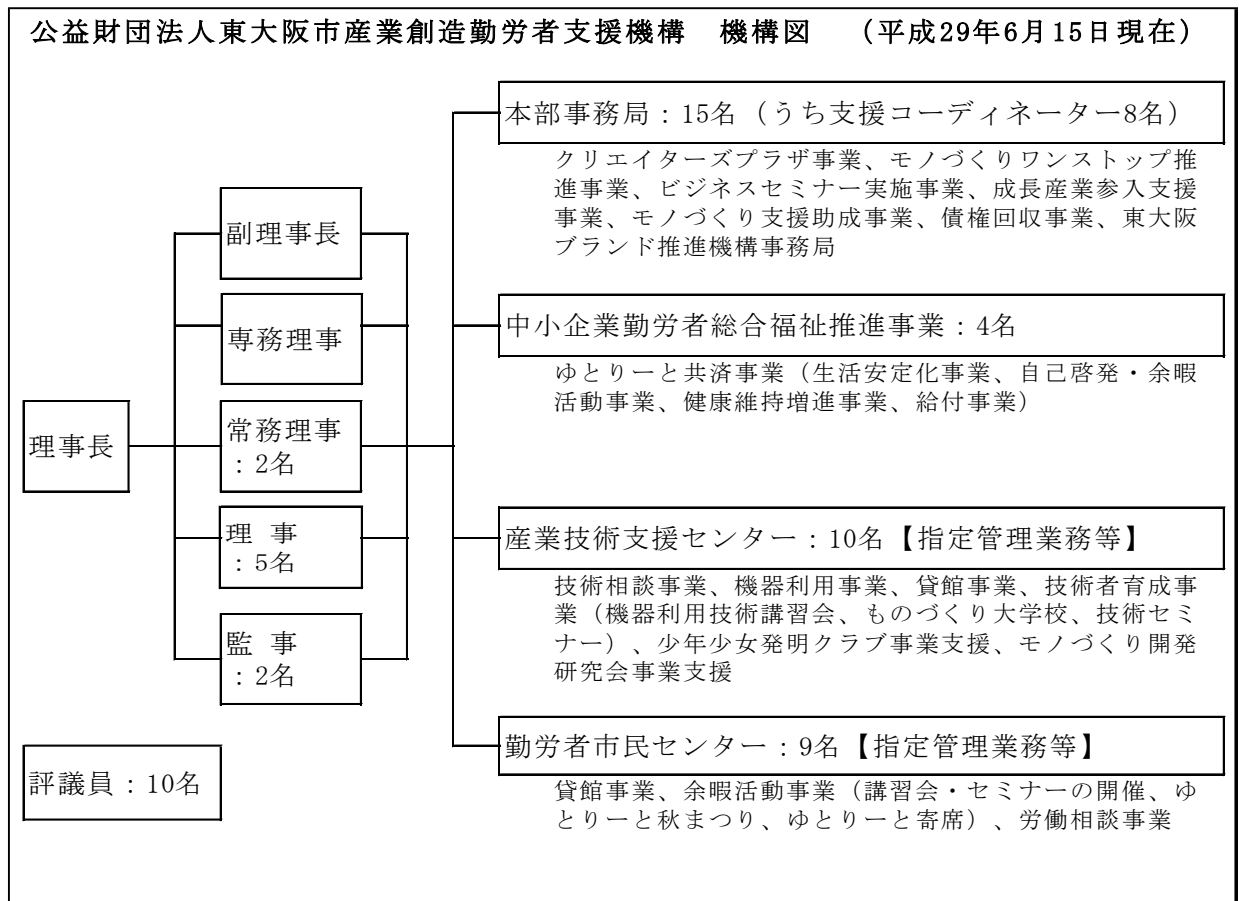 公益財団法人東大阪市産業創造勤労者支援機構　機構図　（平成29年6月15日現在）
理事長
副理事長
専務理事
常務理事
：2名
理　事
：5名
監　事
：2名
評議員：10名
本部事務局：15名（うち支援コーディネーター8名）
クリエイターズプラザ事業、モノづくりワンストップ推
進事業、ビジネスセミナー実施事業、成長産業参入支援
事業、モノづくり支援助成事業、債権回収事業、東大阪
ブランド推進機構事務局
中小企業勤労者総合福祉推進事業：4名
ゆとりーと共済事業（生活安定化事業、自己啓発・余暇
活動事業、健康維持増進事業、給付事業）
産業技術支援センター：10名【指定管理業務等】
技術相談事業、機器利用事業、貸館事業、技術者育成事
業（機器利用技術講習会、ものづくり大学校、技術セミ
ナー）、少年少女発明クラブ事業支援、モノづくり開発
研究会事業支援
勤労者市民センター：9名【指定管理業務等】
貸館事業、余暇活動事業（講習会・セミナーの開催、ゆ
とりーと秋まつり、ゆとりーと寄席）、労働相談事業